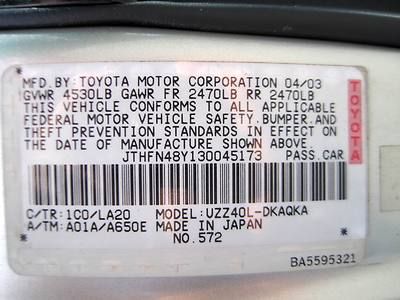 MFD.BY:TOYOTA MOTOR CORPORATION 04/03
GVWR 4530LB GAWR FR 2470LB RR 2470LB
THIS VEHICLE CONFORMS TO ALL APPLICABLE
FEDERAL MOTOR VEHICLE SAFETY.BUMPER.AND
THEFT PREVENTION STANDARDS IN EFFECT ON
THE DATE OF MANUFACTURE SHOWN ABOVE.
JTHFN48Y130045173 PASS.CAR
TOYOTA
C/TR:1C0/LA20 MODEL:UZZ40L-DKAQKA
A/TM:A01A/A650E MADE IN JAPAN
NO.572
BA5595321